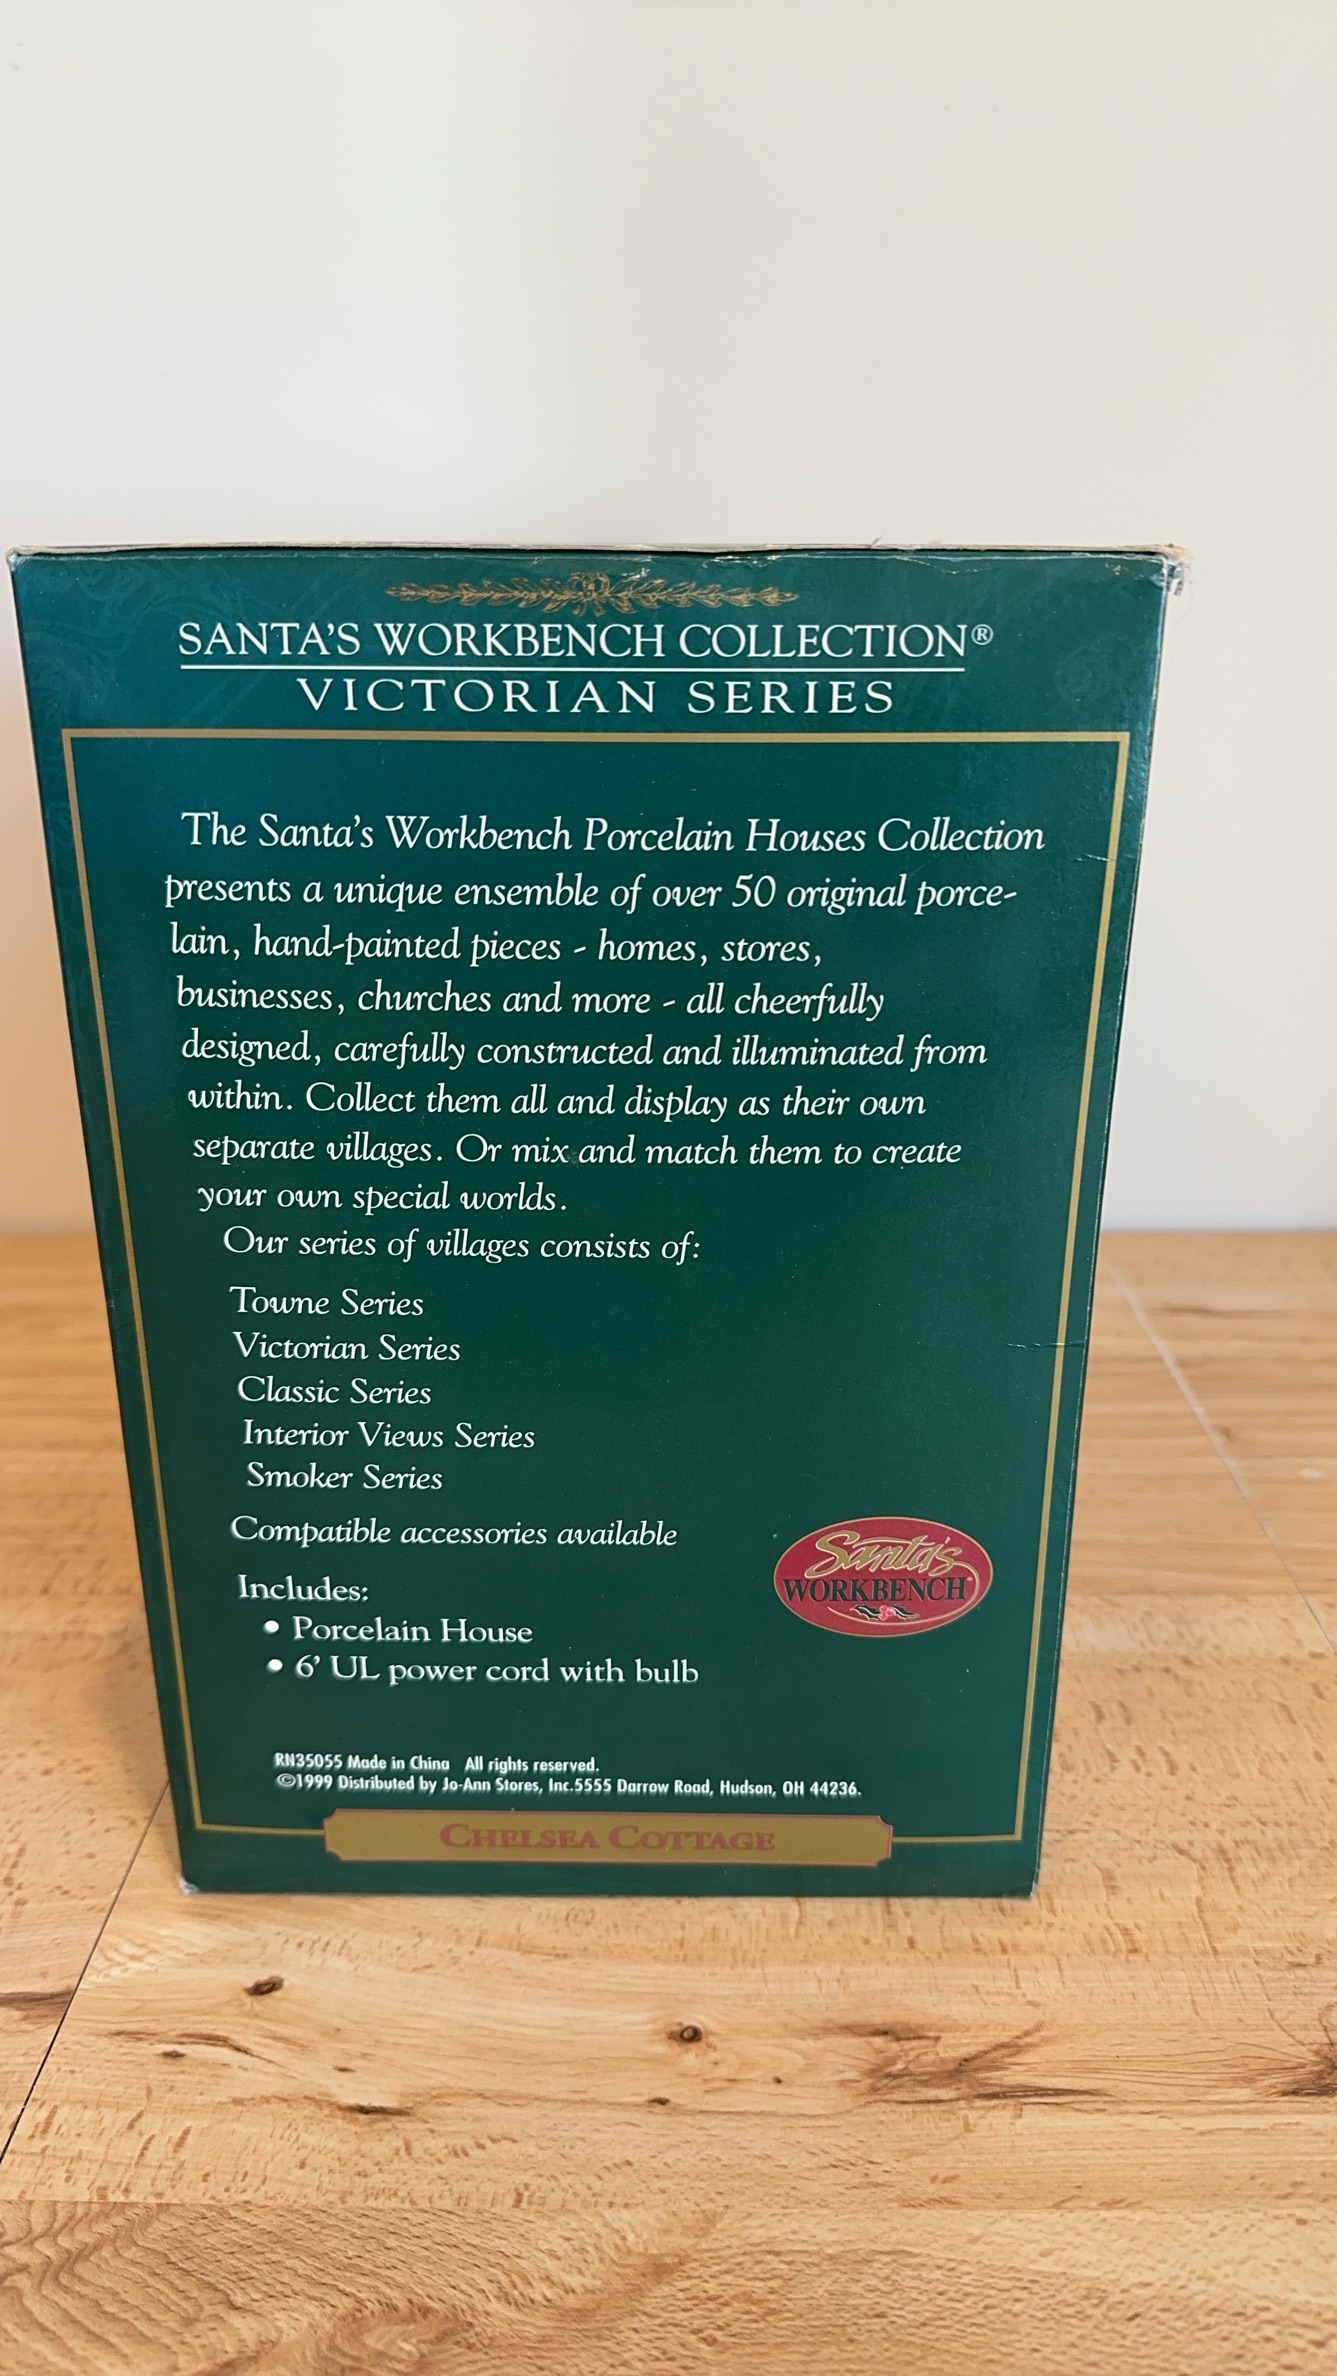 SANTA'S WORKBENCH COLLECTION®
VICTORIAN SERIES
The Santa's Workbench Porcelain Houses Collection
presents a unique ensemble of over 50 original porce-
lain, hand-painted pieces - homes, stores,
businesses, churches and more - all cheerfully
designed, carefully constructed and illuminated from
within. Collect them all and display as their own
separate villages. Or mix and match them to create
your own special worlds.
Our series of villages consists of:
Towne Series
Victorian Series
Classic Series
Interior Views Series
Smoker Series
Compatible accessories available
Includes:
• Porcelain House
• 6' UL power cord with bulb
Santa's
WORKBENCH
RN35055 Made in China All rights reserved.
©1999 Distributed by Jo-Ann Stores, Inc.5555 Darrow Road, Hudson, OH 44236.
CHELSEA COTTAGE